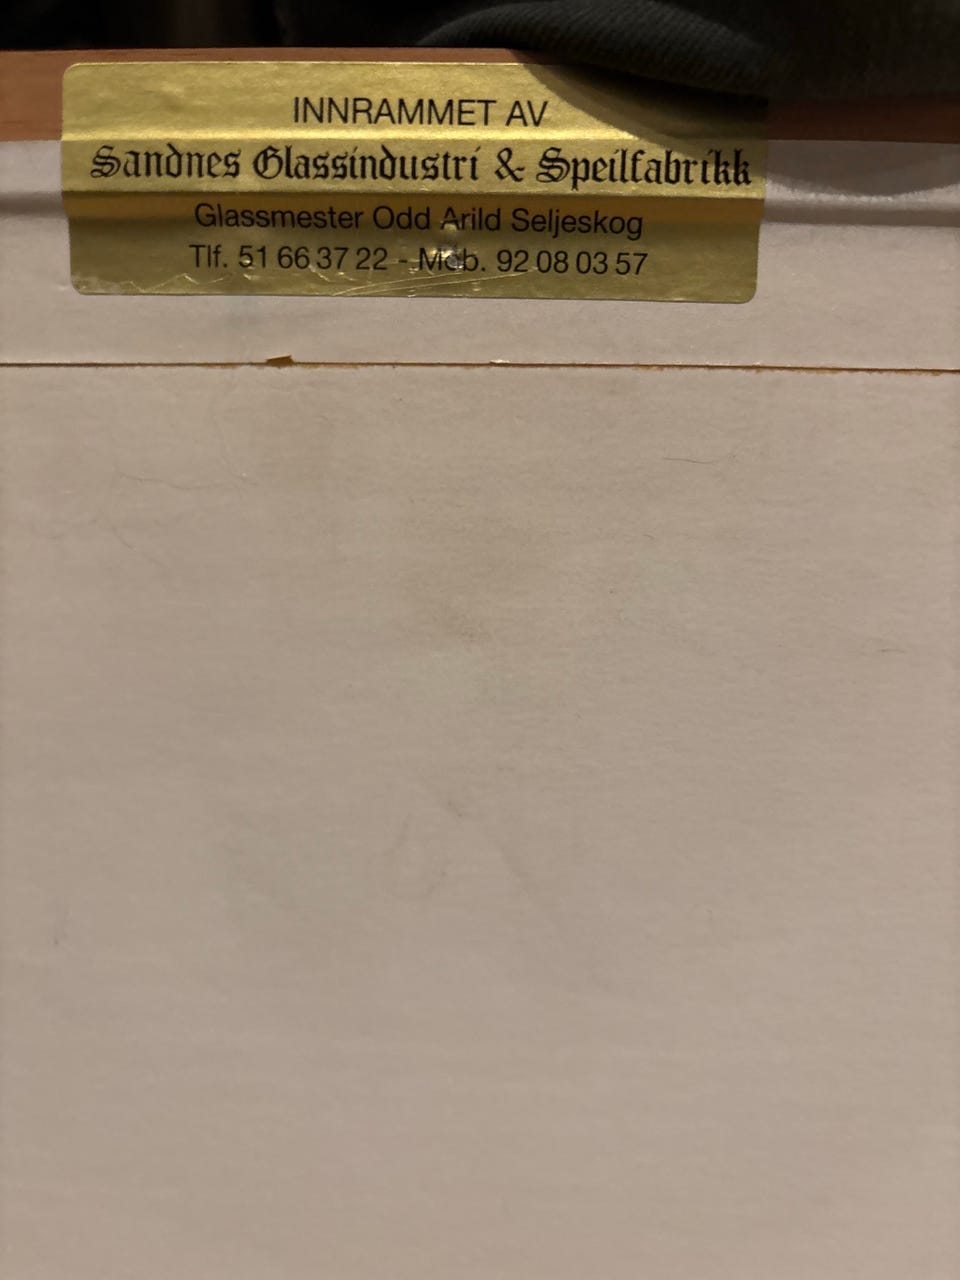 INNRAMMET AV
Sandnes Glassindustri & Speilfabrikk
Glassmester Odd Arild Seljeskog
Tlf. 51 66 37 22 - Mob. 92 08 03 57